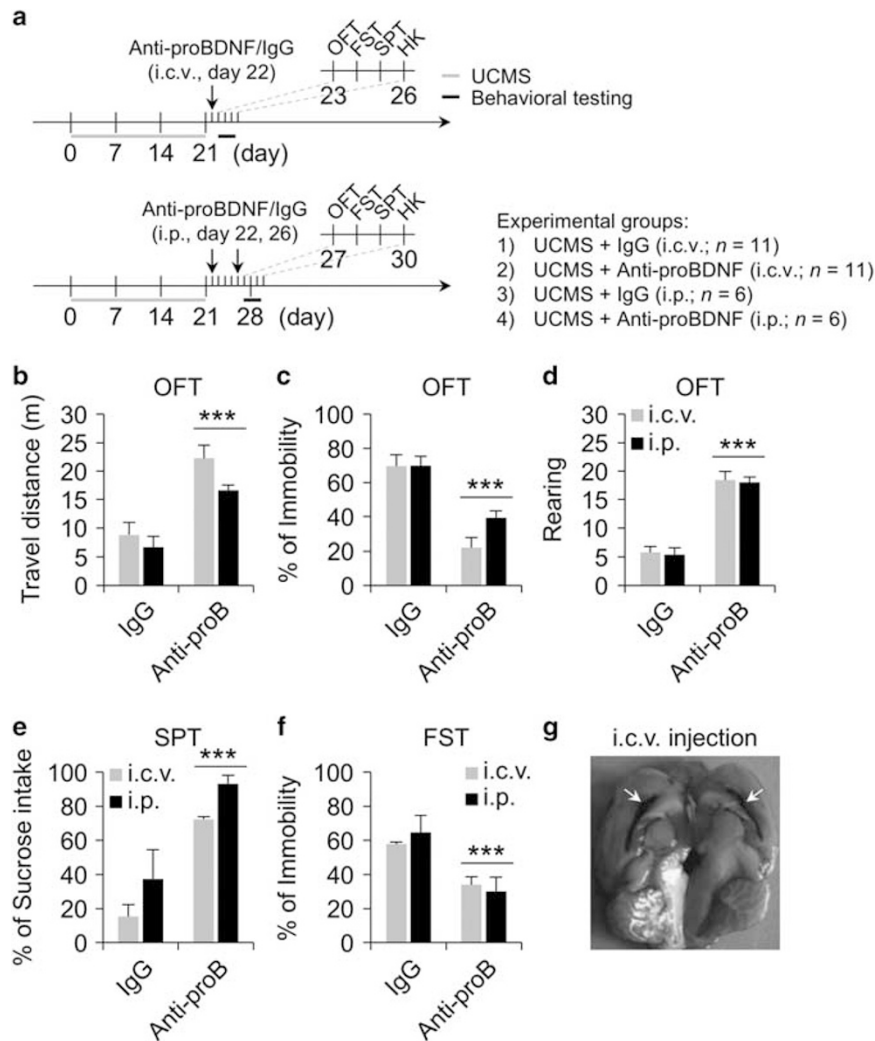 a
Anti-proBDNF/IgG
(i.c.v., day 22)
OFT FST SPT HK
23 26
UCMS
Behavioral testing
0 7 14 21 (day)
Anti-proBDNF/IgG
(i.p., day 22, 26)
OFT FST SPT HK
27 30
0 7 14 21 28 (day)
Experimental groups:
1) UCMS + IgG (i.c.v.; n = 11)
2) UCMS + Anti-proBDNF (i.c.v.; n = 11)
3) UCMS + IgG (i.p.; n = 6)
4) UCMS + Anti-proBDNF (i.p.; n = 6)
b
OFT
Travel distance (m)
30
25
20
15
10
5
0
***
IgG
Anti-proB
c
OFT
% of Immobility
100
80
60
40
20
0
***
IgG
Anti-proB
d
OFT
Rearing
30
25
20
15
10
5
0
i.c.v.
i.p.
***
IgG
Anti-proB
e
SPT
% of Sucrose intake
100
80
60
40
20
0
i.c.v.
i.p.
***
IgG
Anti-proB
f
FST
% of Immobility
100
80
60
40
20
0
i.c.v.
i.p.
***
IgG
Anti-proB
g
i.c.v. injection